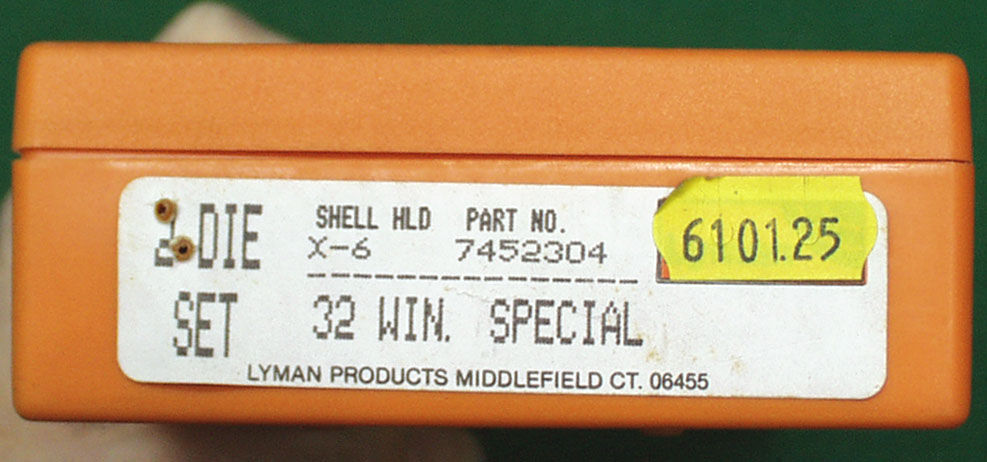 2 DIE SHELL HLD PART NO. 6101.25
X-6 7452304
SET 32 WIN. SPECIAL
LYMAN PRODUCTS MIDDLEFIELD CT. 06455